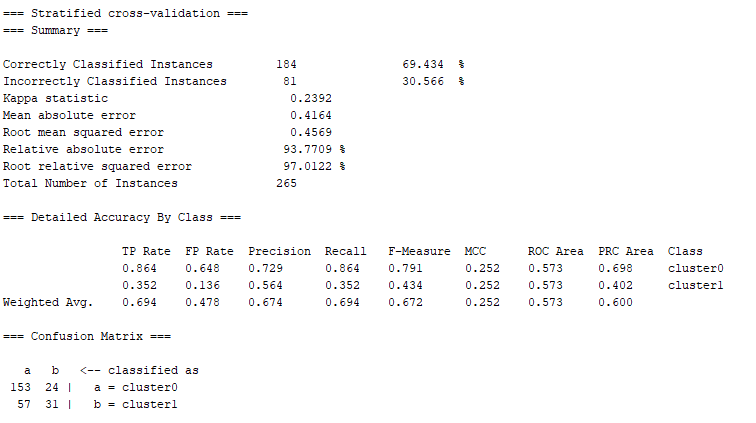 === Stratified cross-validation ===
=== Summary ===
Correctly Classified Instances 184 69.434 %
Incorrectly Classified Instances 81 30.566 %
Kappa statistic 0.2392
Mean absolute error 0.4164
Root mean squared error 0.4569
Relative absolute error 93.7709 %
Root relative squared error 97.0122 %
Total Number of Instances 265
=== Detailed Accuracy By Class ===
TP Rate FP Rate Precision Recall F-Measure MCC ROC Area PRC Area Class
0.864 0.648 0.729 0.864 0.791 0.252 0.573 0.698 cluster0
0.352 0.136 0.564 0.352 0.434 0.252 0.573 0.402 cluster1
Weighted Avg. 0.694 0.478 0.674 0.694 0.672 0.252 0.573 0.600
=== Confusion Matrix ===
a b <-- classified as
153 24 | a = cluster0
57 31 | b = cluster1